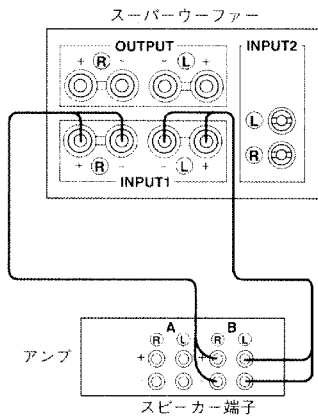 スーパーウーファー
OUTPUT
INPUT2
+ R - - L +
L
R
+ R - - L +
INPUT1
A B
R L R L
+ +
- -
アンプ
スピーカー端子